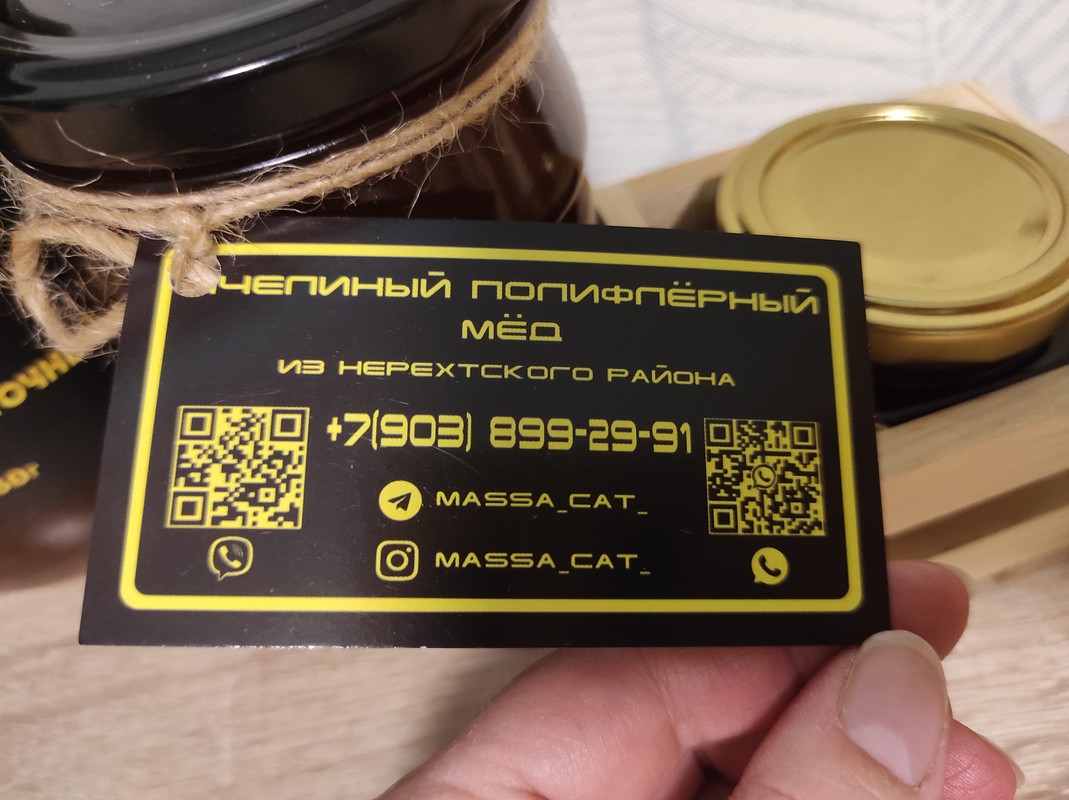 ПЧЕЛИНЫЙ ПОЛИФЛЁРНЫЙ
МЁД
ИЗ НЕРЕХТСКОГО РАЙОНА
+7(903) 899-29-91
MASSA_CAT_
MASSA_CAT_